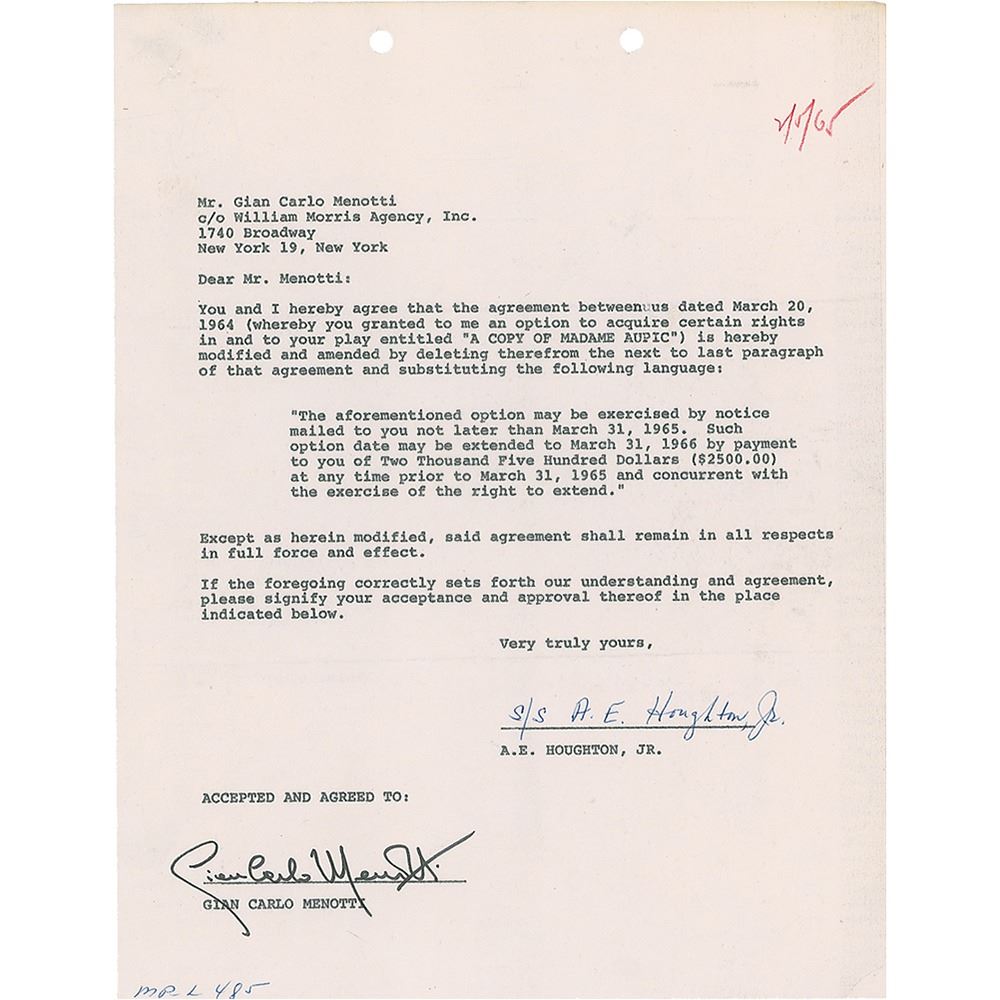 2/5/65
Mr. Gian Carlo Menotti
c/o William Morris Agency, Inc.
1740 Broadway
New York 19, New York
Dear Mr. Menotti:
You and I hereby agree that the agreement betweenuus dated March 20,
1964 (whereby you granted to me an option to acquire certain rights
in and to your play entitled "A COPY OF MADAME AUPIC") is hereby
modified and amended by deleting therefrom the next to last paragraph
of that agreement and substituting the following language:
"The aforementioned option may be exercised by notice
mailed to you not later than March 31, 1965. Such
option date may be extended to March 31, 1966 by payment
to you of Two Thousand Five Hundred Dollars ($2500.00)
at any time prior to March 31, 1965 and concurrent with
the exercise of the right to extend."
Except as herein modified, said agreement shall remain in all respects
in full force and effect.
If the foregoing correctly sets forth our understanding and agreement,
please signify your acceptance and approval thereof in the place
indicated below.
Very truly yours,
s/s A. E. Houghton, Jr.
A.E. HOUGHTON, JR.
ACCEPTED AND AGREED TO:
Gian Carlo Menotti
GIAN CARLO MENOTTI
MP-L 485